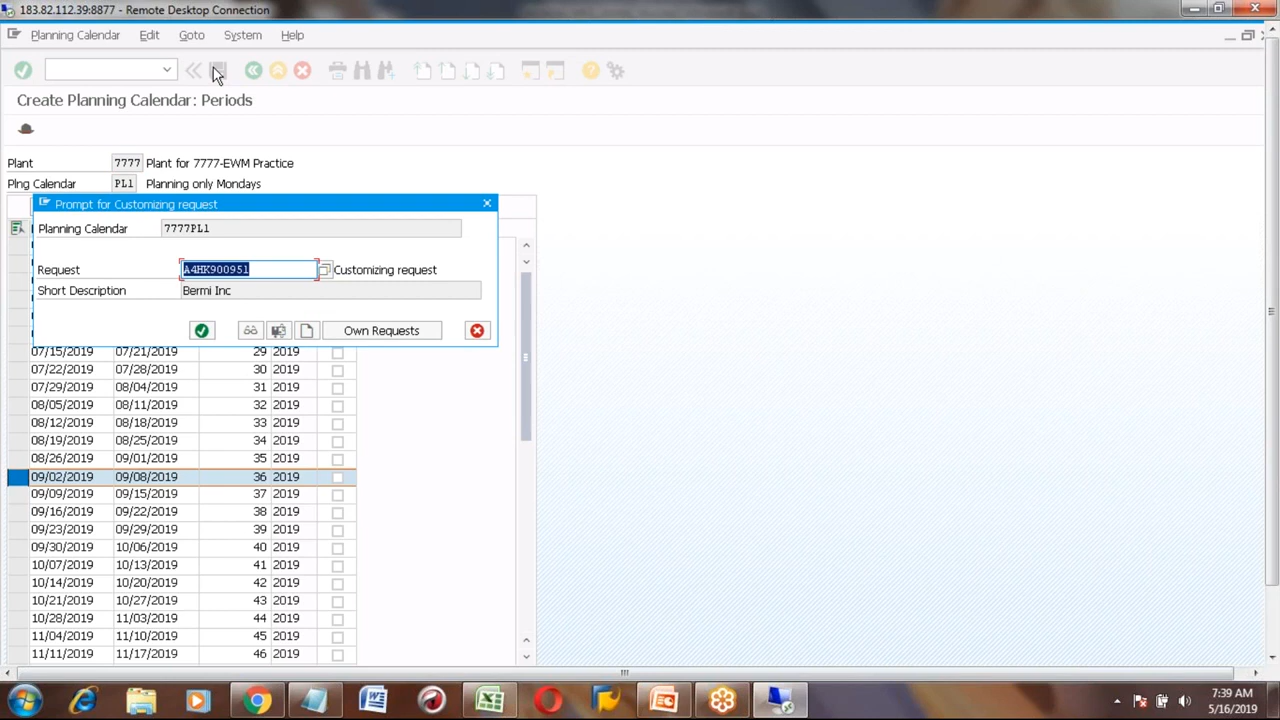 183.82.112.39:8877 - Remote Desktop Connection
Planning Calendar Edit Goto System Help
Create Planning Calendar: Periods
Plant 7777 Plant for 7777-EWM Practice
Plng Calendar PL1 Planning only Mondays
Prompt for Customizing request
Planning Calendar 7777PL1
Request A4HK900951 Customizing request
Short Description Bermi Inc
Own Requests
07/15/2019 07/21/2019 29 2019
07/22/2019 07/28/2019 30 2019
07/29/2019 08/04/2019 31 2019
08/05/2019 08/11/2019 32 2019
08/12/2019 08/18/2019 33 2019
08/19/2019 08/25/2019 34 2019
08/26/2019 09/01/2019 35 2019
09/02/2019 09/08/2019 36 2019
09/09/2019 09/15/2019 37 2019
09/16/2019 09/22/2019 38 2019
09/23/2019 09/29/2019 39 2019
09/30/2019 10/06/2019 40 2019
10/07/2019 10/13/2019 41 2019
10/14/2019 10/20/2019 42 2019
10/21/2019 10/27/2019 43 2019
10/28/2019 11/03/2019 44 2019
11/04/2019 11/10/2019 45 2019
11/11/2019 11/17/2019 46 2019
7:39 AM
5/16/2019